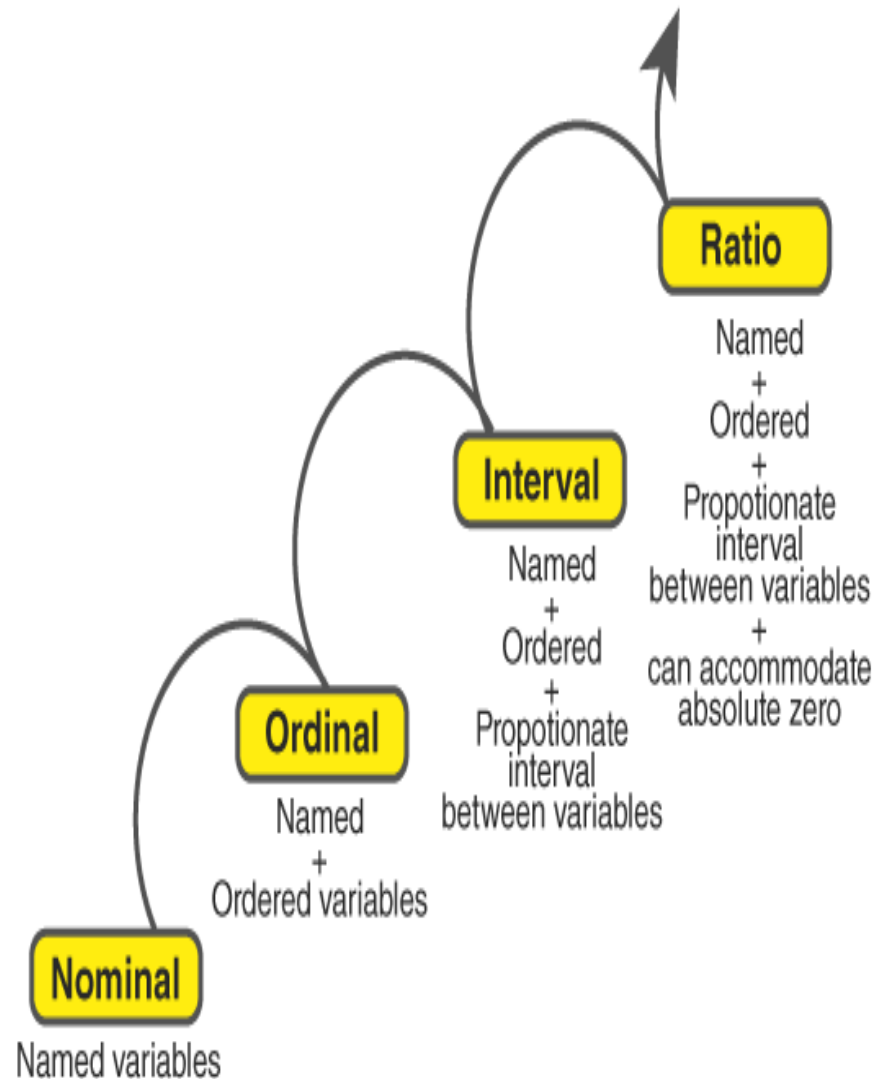 Ratio
Named
+
Ordered
+
Propotionate
interval
between variables
+
can accommodate
absolute zero
Interval
Named
+
Ordered
+
Propotionate
interval
between variables
Ordinal
Named
+
Ordered variables
Nominal
Named variables